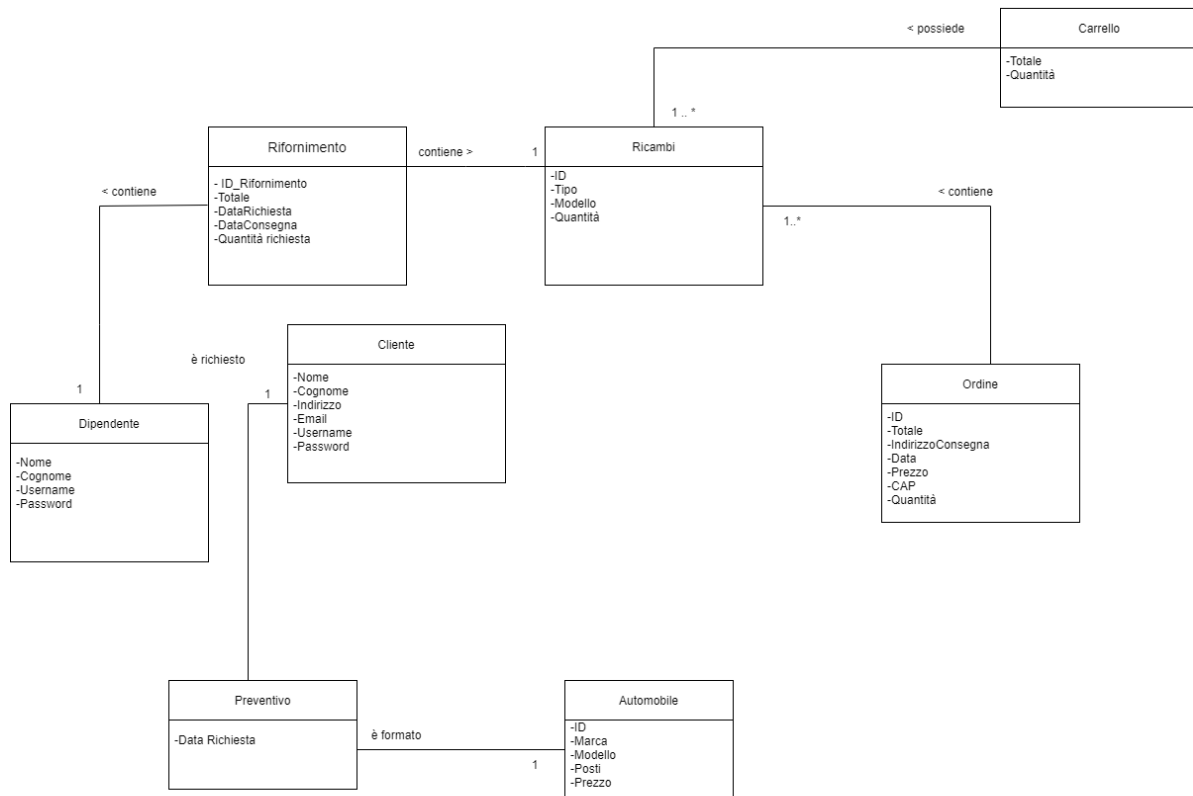 Carrello
-Totale
-Quantità
< possiede
1 .. *
Rifornimento
- ID_Rifornimento
-Totale
-DataRichiesta
-DataConsegna
-Quantità richiesta
contiene >
1
Ricambi
-ID
-Tipo
-Modello
-Quantità
< contiene
< contiene
1..*
Cliente
-Nome
-Cognome
-Indirizzo
-Email
-Username
-Password
è richiesto
1
1
Dipendente
-Nome
-Cognome
-Username
-Password
Ordine
-ID
-Totale
-IndirizzoConsegna
-Data
-Prezzo
-CAP
-Quantità
Preventivo
-Data Richiesta
è formato
1
Automobile
-ID
-Marca
-Modello
-Posti
-Prezzo